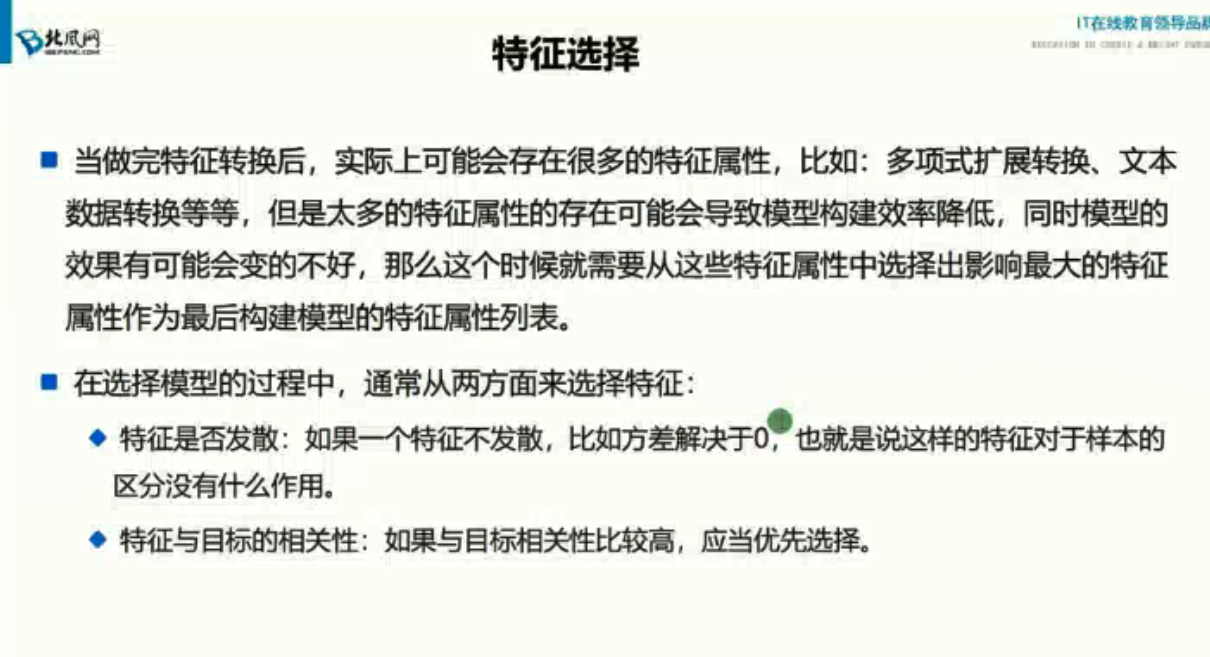 北风网
IT在线教育领导品牌
特征选择
当做完特征转换后，实际上可能会存在很多的特征属性，比如：多项式扩展转换、文本
数据转换等等，但是太多的特征属性的存在可能会导致模型构建效率降低，同时模型的
效果有可能会变的不好，那么这个时候就需要从这些特征属性中选择出影响最大的特征
属性作为最后构建模型的特征属性列表。
在选择模型的过程中，通常从两方面来选择特征：
特征是否发散：如果一个特征不发散，比如方差解决于0，也就是说这样的特征对于样本的
区分没有什么作用。
特征与目标的相关性：如果与目标相关性比较高，应当优先选择。